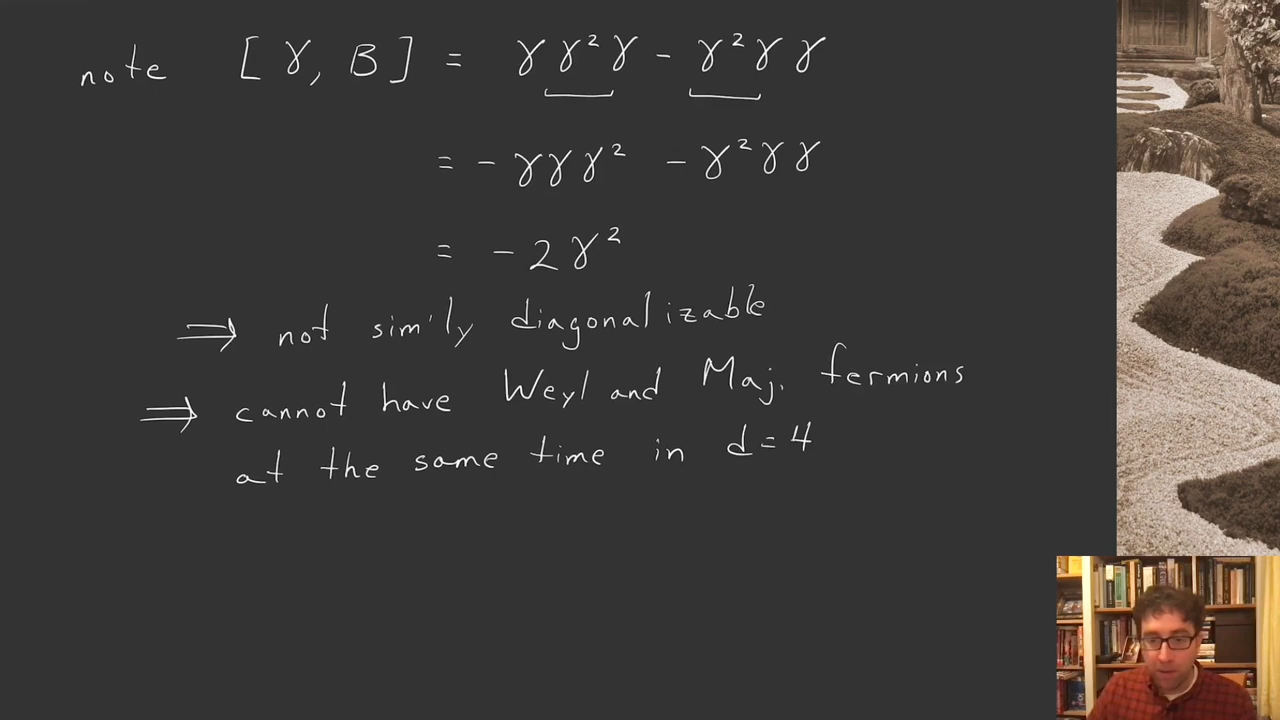 note [γ, B] = γγ²γ - γ²γγ
= - γγγ² - γ²γγ
= - 2γ²
⟹ not sim'ly diagonalizable
⟹ cannot have Weyl and Maj. fermions
at the same time in d=4